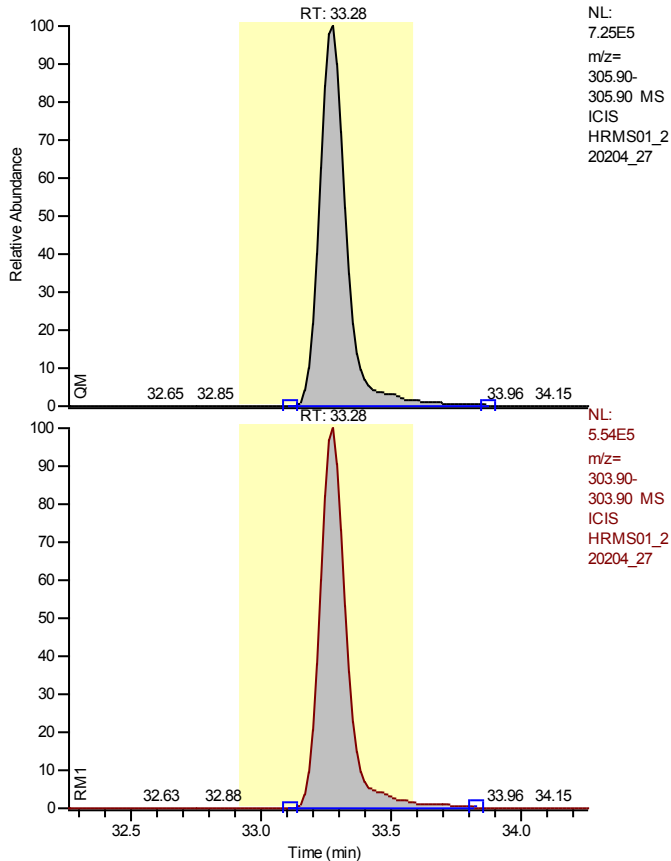 RT: 33.28
NL:
7.25E5
m/z=
305.90-
305.90 MS
ICIS
HRMS01_2
20204_27
100
90
80
70
60
50
40
30
20
10
0
Relative Abundance
QM
32.65 32.85 33.96 34.15
RT: 33.28
NL:
5.54E5
m/z=
303.90-
303.90 MS
ICIS
HRMS01_2
20204_27
100
90
80
70
60
50
40
30
20
10
0
RM1
32.63 32.88 33.96 34.15
32.5 33.0 33.5 34.0
Time (min)